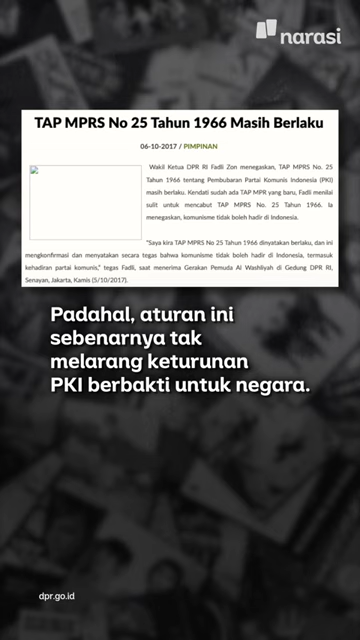 narasi
TAP MPRS No 25 Tahun 1966 Masih Berlaku
06-10-2017 / PIMPINAN
Wakil Ketua DPR RI Fadli Zon menegaskan, TAP MPRS No. 25
Tahun 1966 tentang Pembubaran Partai Komunis Indonesia (PKI)
masih berlaku. Kendati sudah ada TAP MPR yang baru, Fadli menilai
sulit untuk mencabut TAP MPRS No. 25 Tahun 1966. Ia
menegaskan, komunisme tidak boleh hadir di Indonesia.
"Saya kira TAP MPRS No 25 Tahun 1966 dinyatakan berlaku, dan ini
mengkonfirmasi dan menyatakan secara tegas bahwa komunisme tidak boleh hadir di Indonesia, termasuk
kehadiran partai komunis," tegas Fadli, saat menerima Gerakan Pemuda Al Washliyah di Gedung DPR RI,
Senayan, Jakarta, Kamis (5/10/2017).
Padahal, aturan ini
sebenarnya tak
melarang keturunan
PKI berbakti untuk negara.
dpr.go.id